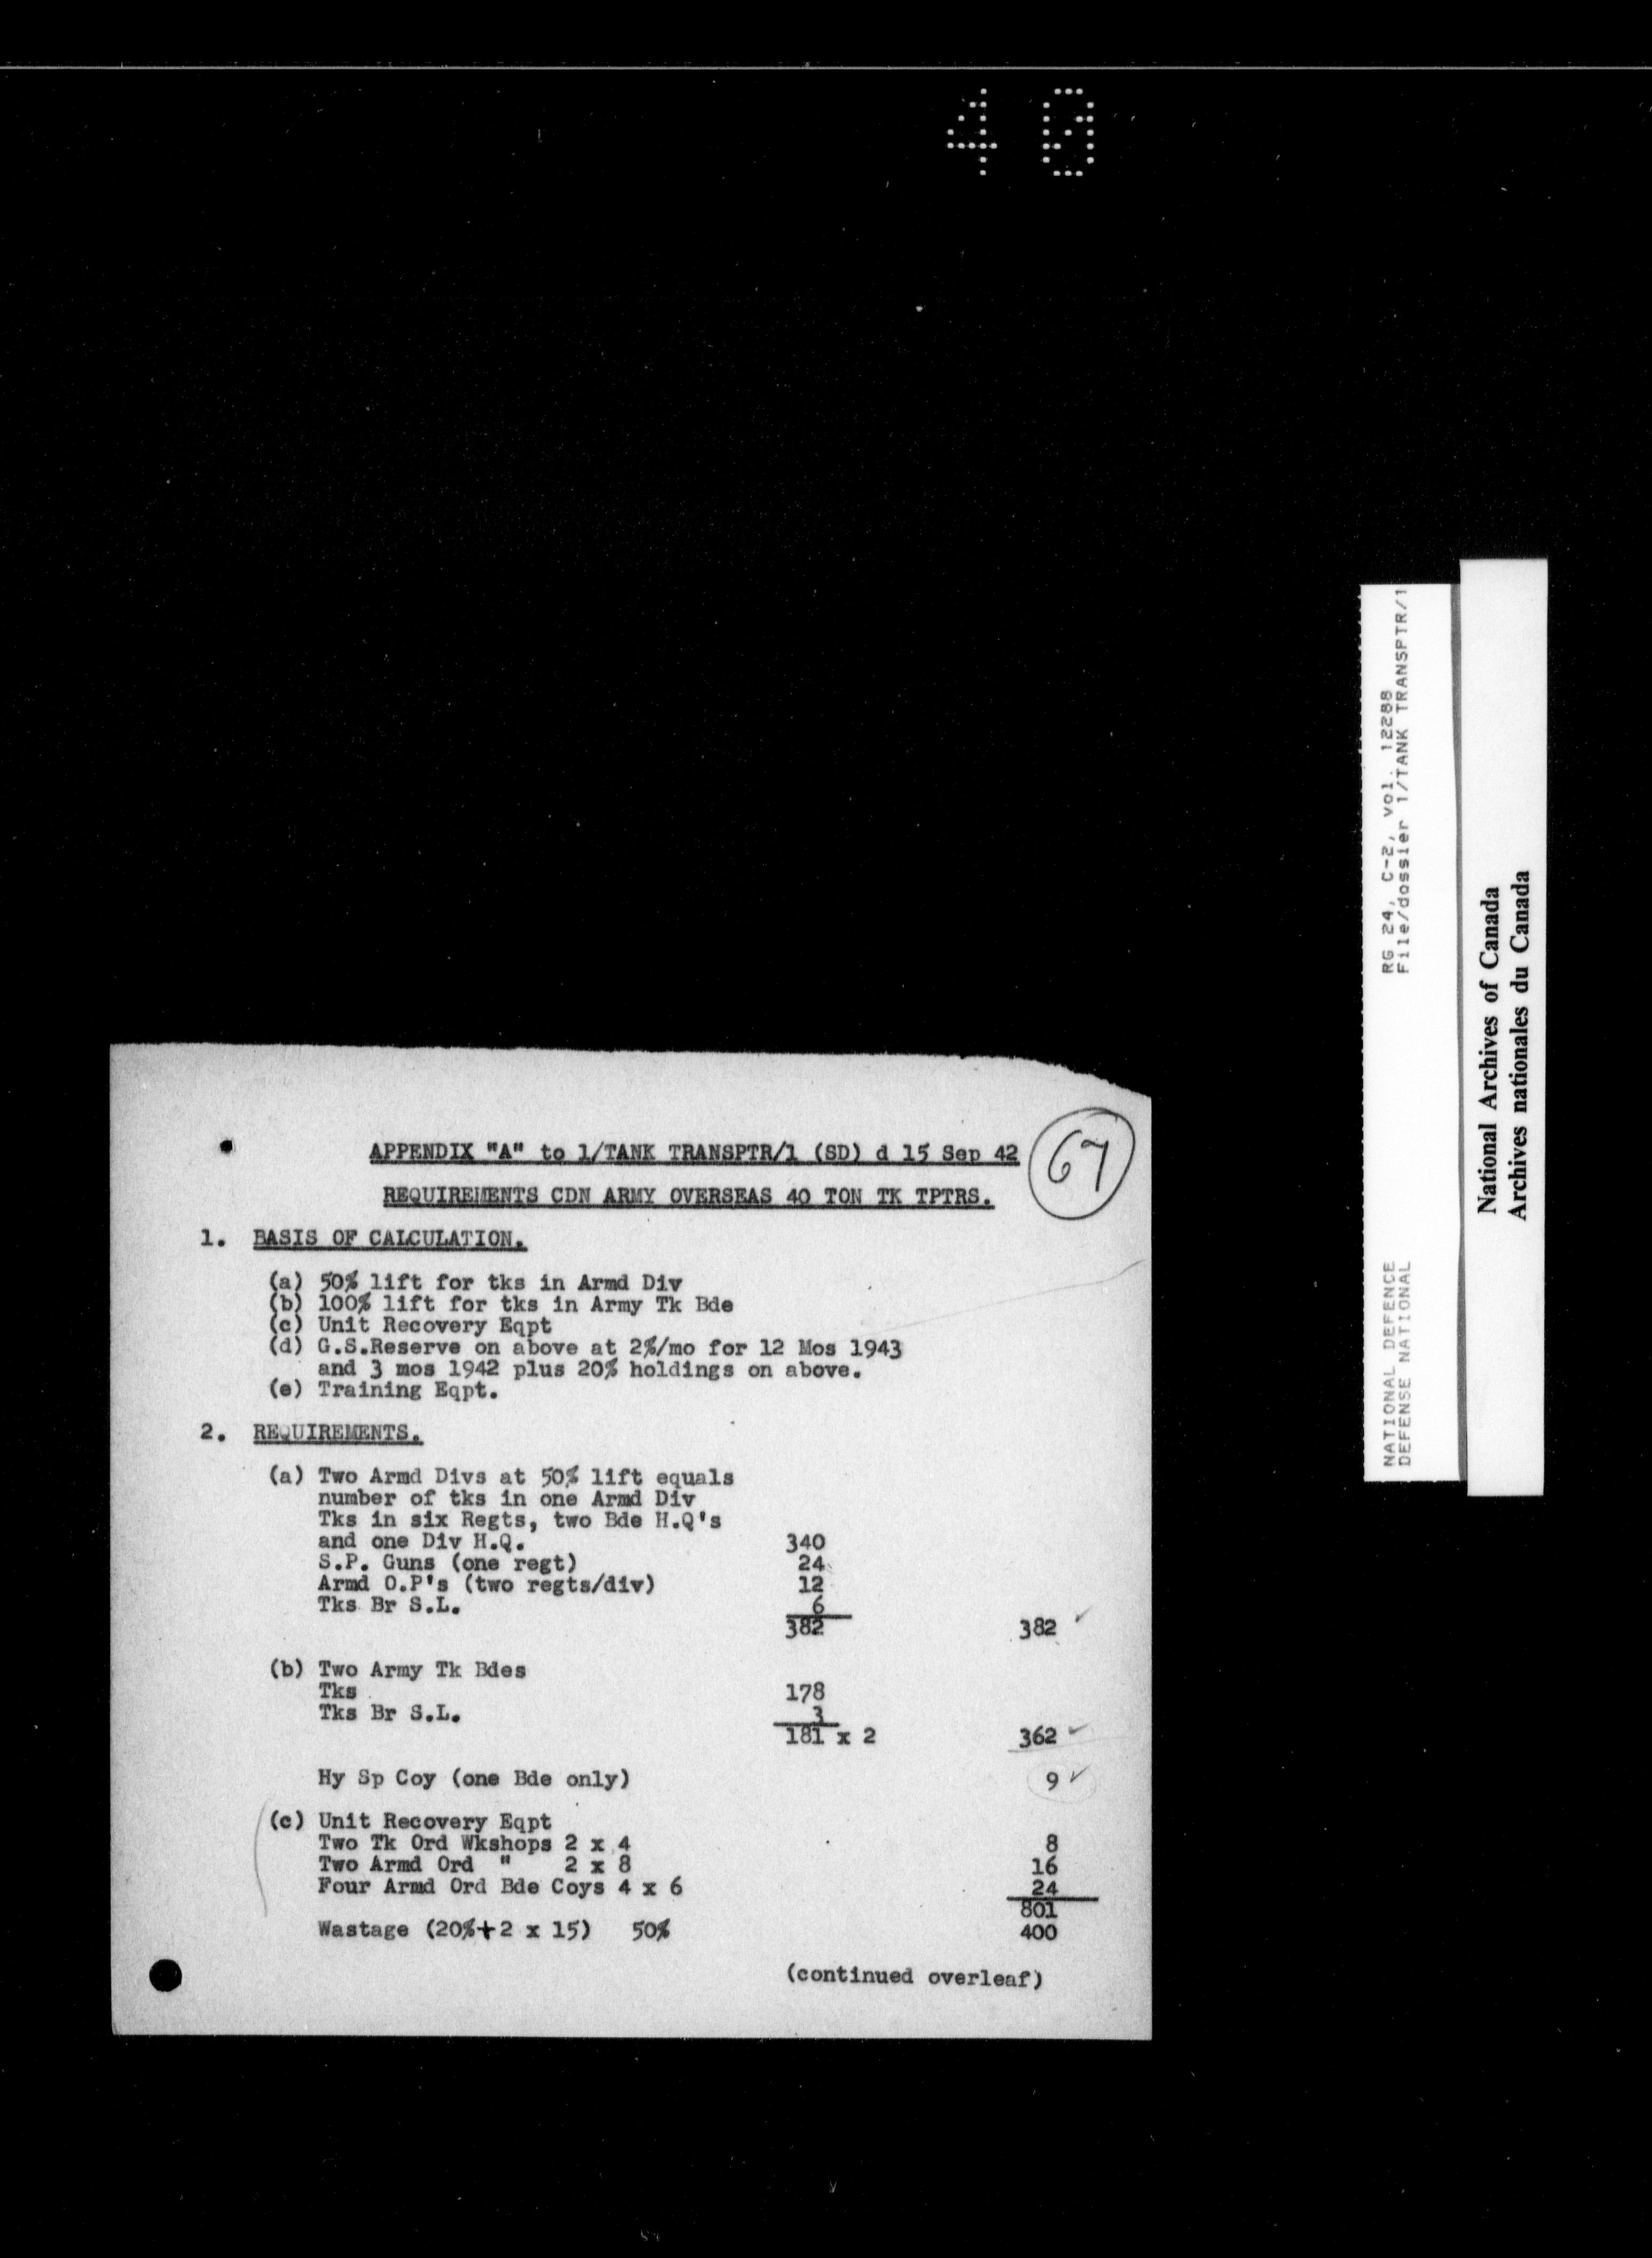 40
APPENDIX "A" to 1/TANK TRANSPTR/1 (SD) d 15 Sep 42
67
REQUIREMENTS CDN ARMY OVERSEAS 40 TON TK TPTRS.
1. BASIS OF CALCULATION.
(a) 50% lift for tks in Armd Div
(b) 100% lift for tks in Army Tk Bde
(c) Unit Recovery Eqpt
(d) G.S.Reserve on above at 2%/mo for 12 Mos 1943
and 3 mos 1942 plus 20% holdings on above.
(e) Training Eqpt.
2. REQUIREMENTS.
(a) Two Armd Divs at 50% lift equals
number of tks in one Armd Div
Tks in six Regts, two Bde H.Q's
and one Div H.Q. 340
S.P. Guns (one regt) 24
Armd O.P's (two regts/div) 12
Tks Br S.L. 6
382 382 ✓
(b) Two Army Tk Bdes
Tks 178
Tks Br S.L. 3
181 x 2 362 ✓
Hy Sp Coy (one Bde only) 9 ✓
(c) Unit Recovery Eqpt
Two Tk Ord Wkshops 2 x 4 8
Two Armd Ord " 2 x 8 16
Four Armd Ord Bde Coys 4 x 6 24
801
Wastage (20%+2 x 15) 50% 400
(continued overleaf)
NATIONAL DEFENCE RG 24, C-2, vol. 12288
DEFENSE NATIONAL File/dossier 1/TANK TRANSPTR/1
National Archives of Canada
Archives nationales du Canada